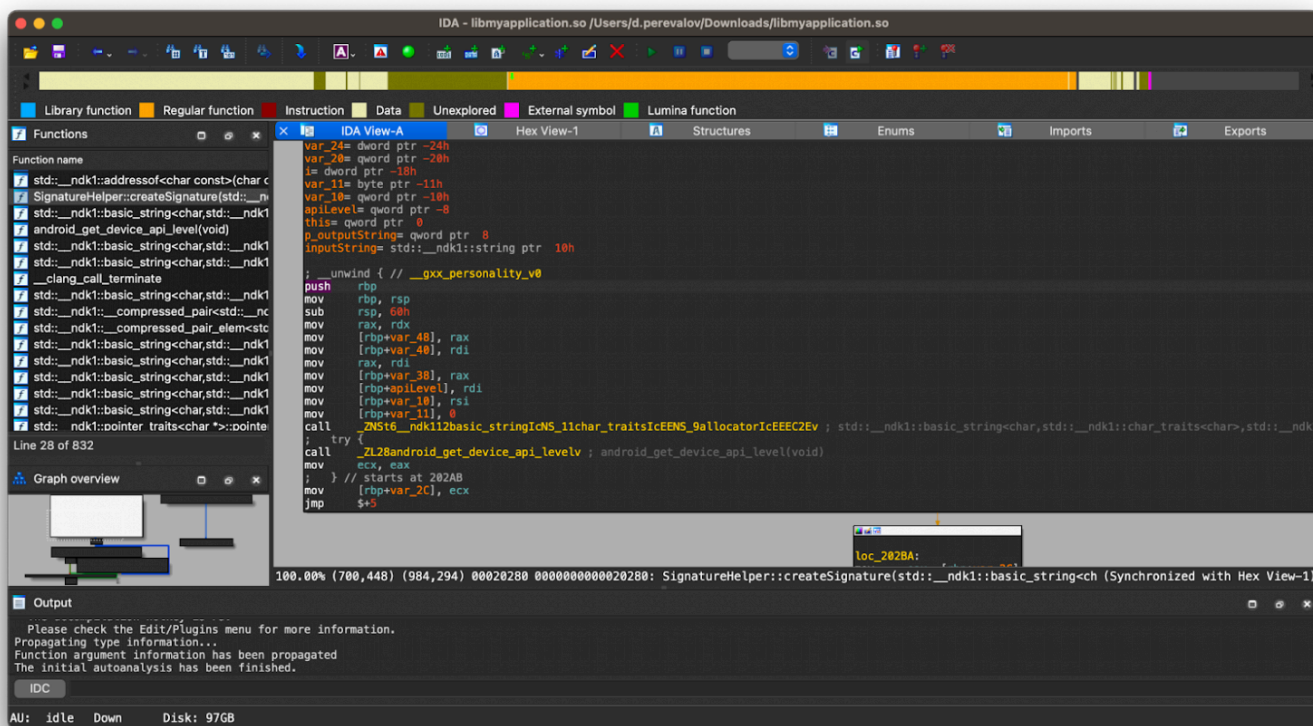 IDA - libmyapplication.so /Users/d.perevalov/Downloads/libmyapplication.so
Library function Regular function Instruction Data Unexplored External symbol Lumina function
Functions
IDA View-A Hex View-1 Structures Enums Imports Exports
Function name
std::__ndk1::addressof<char const>(char c
SignatureHelper::createSignature(std::__n
std::__ndk1::basic_string<char,std::__ndk1
android_get_device_api_level(void)
std::__ndk1::basic_string<char,std::__ndk1
std::__ndk1::basic_string<char,std::__ndk1
__clang_call_terminate
std::__ndk1::basic_string<char,std::__ndk1
std::__ndk1::__compressed_pair<std::__nc
std::__ndk1::__compressed_pair_elem<std
std::__ndk1::basic_string<char,std::__ndk1
std::__ndk1::basic_string<char,std::__ndk1
std::__ndk1::basic_string<char,std::__ndk1
std::__ndk1::basic_string<char,std::__ndk1
std::__ndk1::basic_string<char,std::__ndk1
std::__ndk1::pointer_traits<char *>::pointe
Line 28 of 832
Graph overview
var_24= dword ptr -24h
var_20= qword ptr -20h
i= dword ptr -18h
var_11= byte ptr -11h
var_10= qword ptr -10h
apiLevel= qword ptr -8
this= qword ptr 0
p_outputString= qword ptr 8
inputString= std::__ndk1::string ptr 10h
; __unwind { // __gxx_personality_v0
push rbp
mov rbp, rsp
sub rsp, 60h
mov rax, rdx
mov [rbp+var_48], rax
mov [rbp+var_40], rdi
mov rax, rdi
mov [rbp+var_38], rax
mov [rbp+apiLevel], rdi
mov [rbp+var_10], rsi
mov [rbp+var_11], 0
call _ZNSt6__ndk112basic_stringIcNS_11char_traitsIcEENS_9allocatorIcEEEC2Ev ; std::__ndk1::basic_string<char,std::__ndk1::char_traits<char>,std::__ndk
; try {
call _ZL28android_get_device_api_levelv ; android_get_device_api_level(void)
mov ecx, eax
; } // starts at 202AB
mov [rbp+var_2C], ecx
jmp $+5
loc_202BA:
100.00% (700,448) (984,294) 00020280 0000000000020280: SignatureHelper::createSignature(std::__ndk1::basic_string<ch (Synchronized with Hex View-1)
Output
Please check the Edit/Plugins menu for more information.
Propagating type information...
Function argument information has been propagated
The initial autoanalysis has been finished.
IDC
AU: idle Down Disk: 97GB